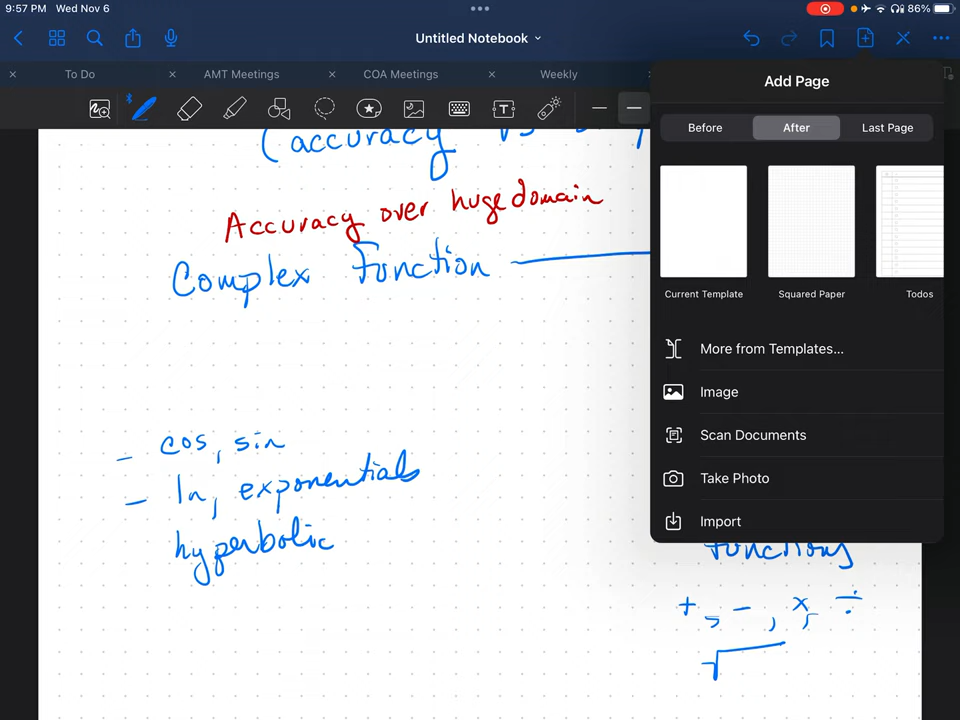 9:57 PM Wed Nov 6
86%
Untitled Notebook
To Do
AMT Meetings
COA Meetings
Weekly
Add Page
Before
After
Last Page
Current Template
Squared Paper
Todos
More from Templates...
Image
Scan Documents
Take Photo
Import
(accuracy vs
Accuracy over huge domain
Complex function
- cos, sin
- ln, exponentials
hyperbolic
functions
+, -, x, ÷
√